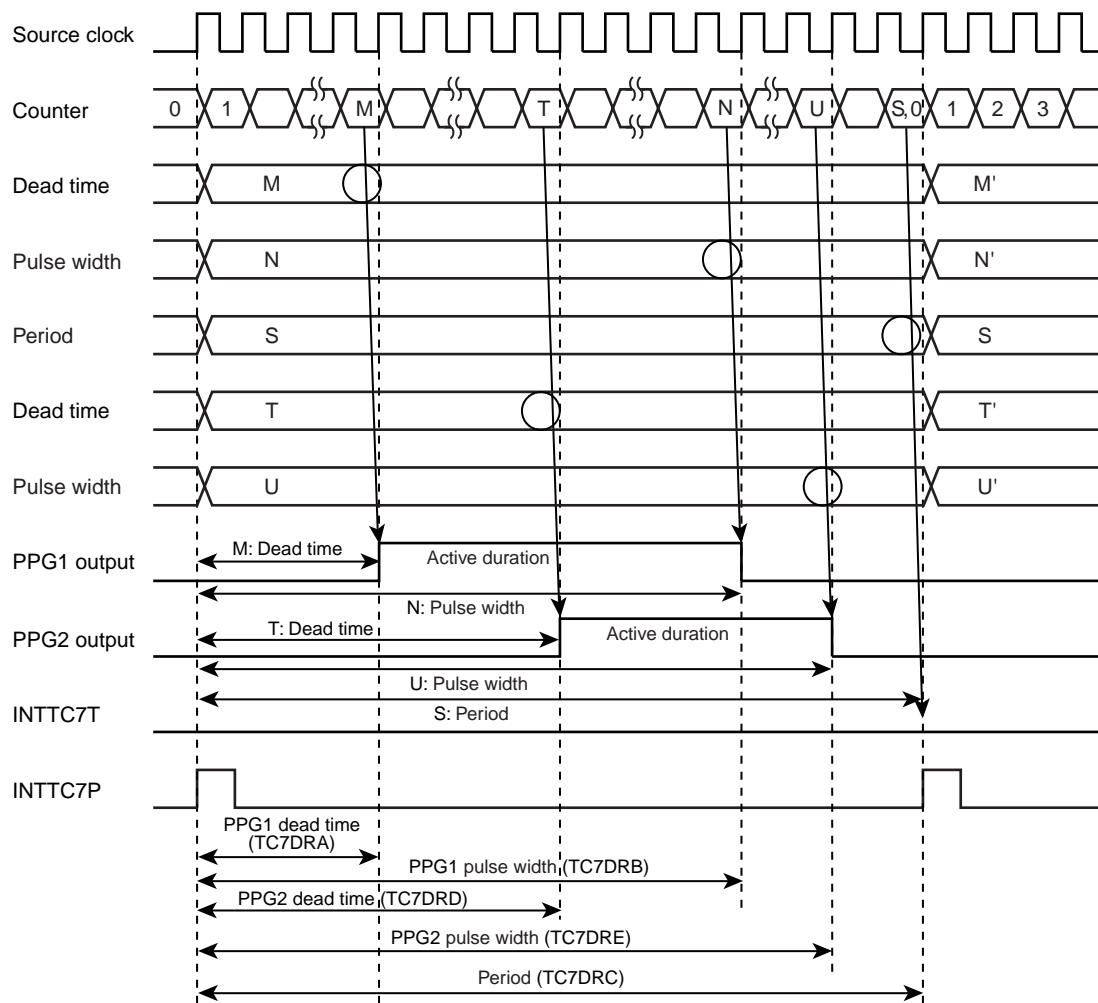 Source clock
Counter 0 1 M T N U S,0 1 2 3
Dead time M M'
Pulse width N N'
Period S S
Dead time T T'
Pulse width U U'
PPG1 output M: Dead time Active duration
N: Pulse width
PPG2 output T: Dead time Active duration
U: Pulse width
INTTC7T S: Period
INTTC7P
PPG1 dead time
(TC7DRA)
PPG1 pulse width (TC7DRB)
PPG2 dead time (TC7DRD)
PPG2 pulse width (TC7DRE)
Period (TC7DRC)